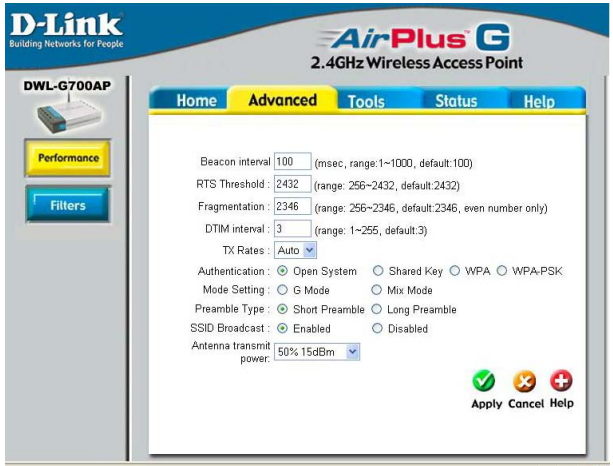 D-Link
Building Networks for People
AirPlus G
2.4GHz Wireless Access Point
DWL-G700AP
Home Advanced Tools Status Help
Performance
Filters
Beacon interval 100 (msec, range:1~1000, default:100)
RTS Threshold : 2432 (range: 256~2432, default:2432)
Fragmentation : 2346 (range: 256~2346, default:2346, even number only)
DTIM interval : 3 (range: 1~255, default:3)
TX Rates : Auto
Authentication : Open System Shared Key WPA WPA-PSK
Mode Setting : G Mode Mix Mode
Preamble Type : Short Preamble Long Preamble
SSID Broadcast : Enabled Disabled
Antenna transmit power: 50% 15dBm
Apply Cancel Help